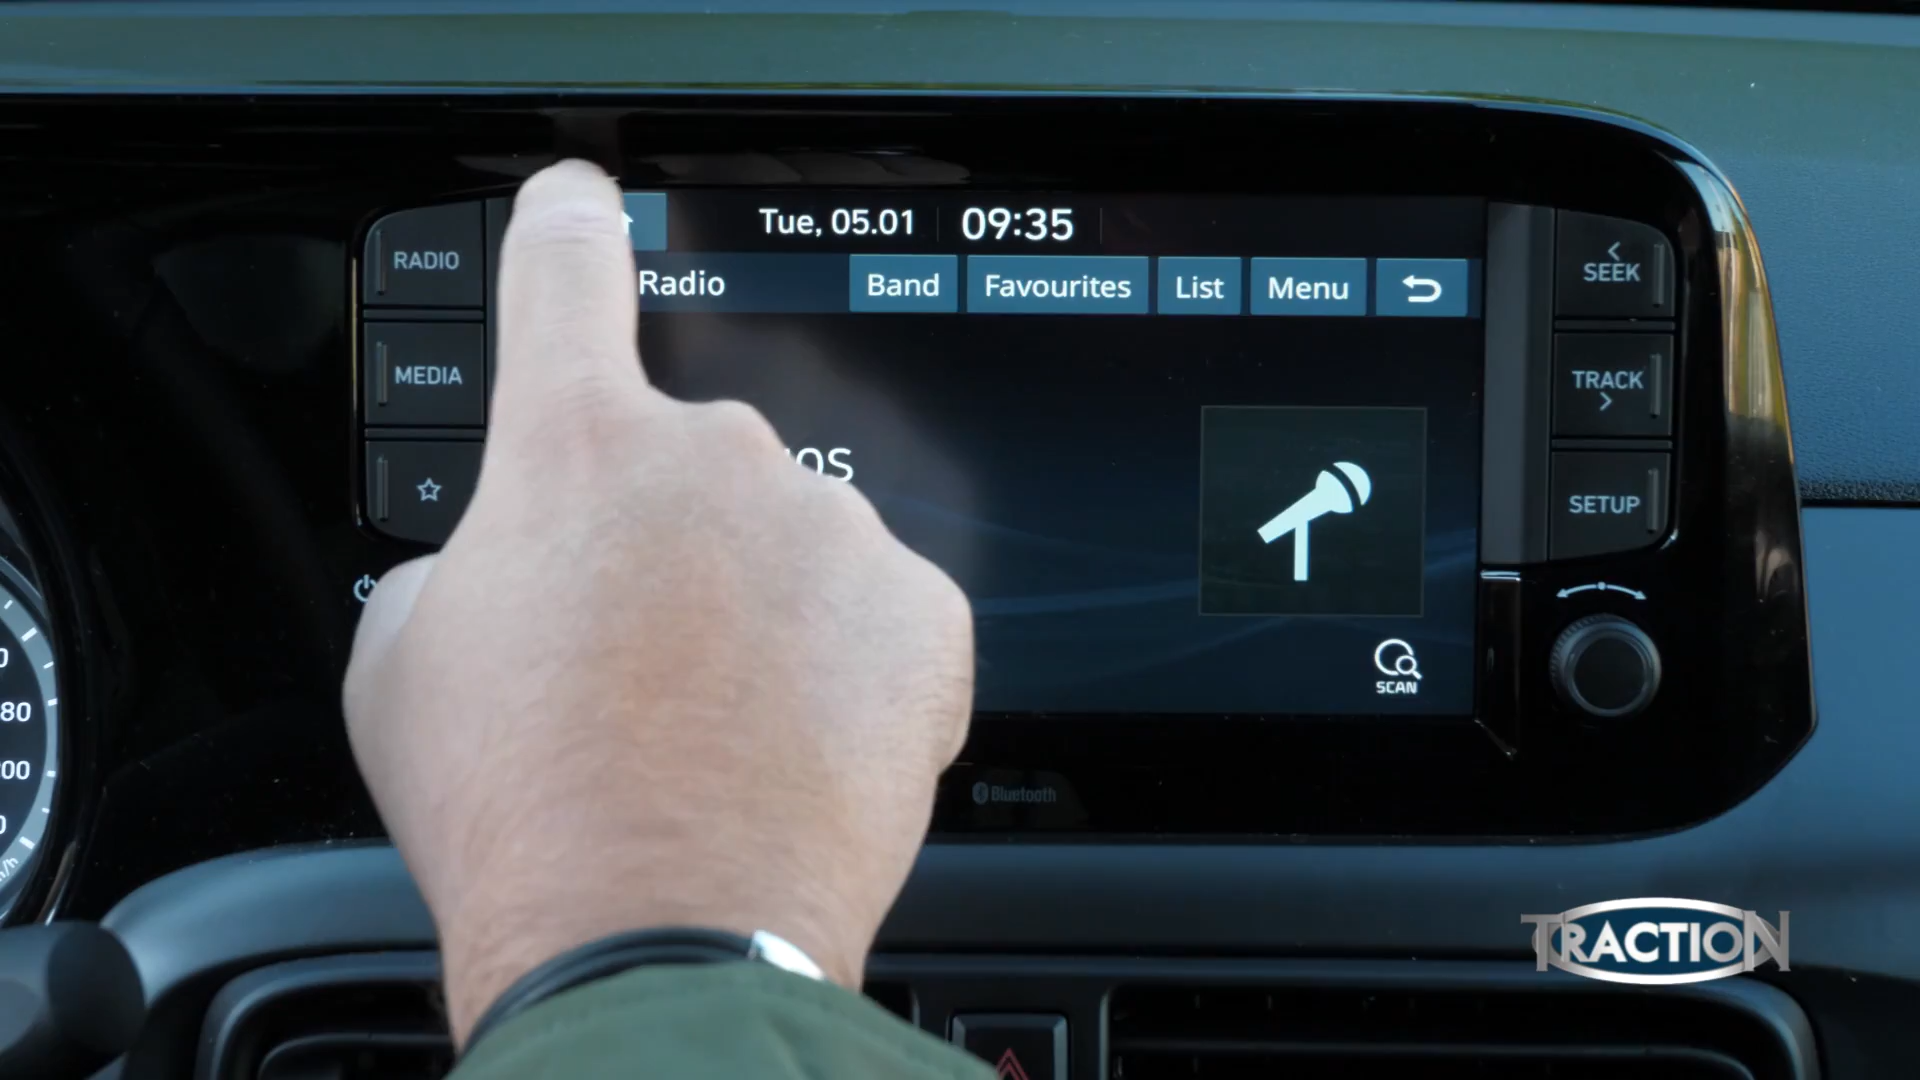 RADIO
MEDIA
Tue, 05.01
09:35
Radio
Band
Favourites
List
Menu
SCAN
SEEK
TRACK
SETUP
Bluetooth
80
TRACTION